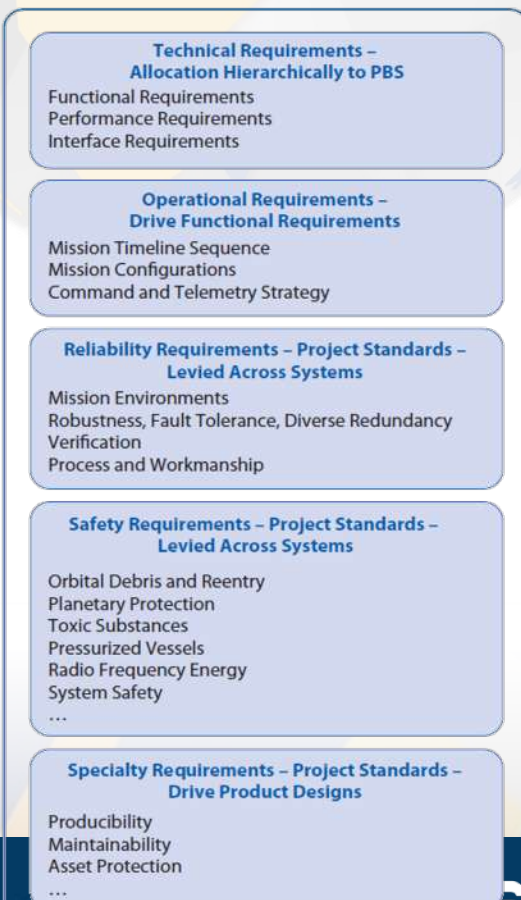 Technical Requirements –
Allocation Hierarchically to PBS
Functional Requirements
Performance Requirements
Interface Requirements
Operational Requirements –
Drive Functional Requirements
Mission Timeline Sequence
Mission Configurations
Command and Telemetry Strategy
Reliability Requirements – Project Standards –
Levied Across Systems
Mission Environments
Robustness, Fault Tolerance, Diverse Redundancy
Verification
Process and Workmanship
Safety Requirements – Project Standards –
Levied Across Systems
Orbital Debris and Reentry
Planetary Protection
Toxic Substances
Pressurized Vessels
Radio Frequency Energy
System Safety
…
Specialty Requirements – Project Standards –
Drive Product Designs
Producibility
Maintainability
Asset Protection
…